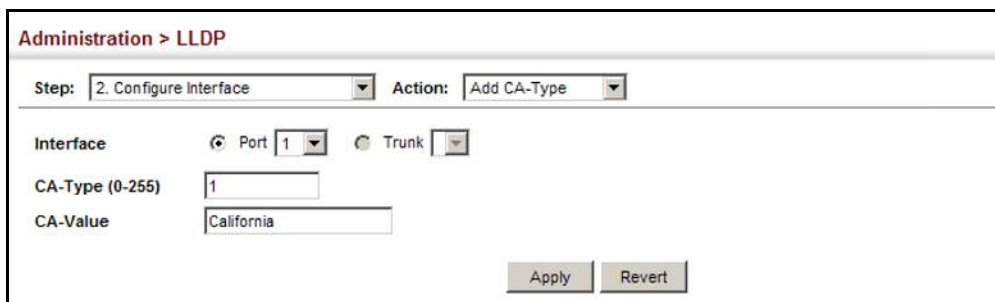 Administration > LLDP
Step: 2. Configure Interface Action: Add CA-Type
Interface Port 1 Trunk
CA-Type (0-255) 1
CA-Value California
Apply Revert